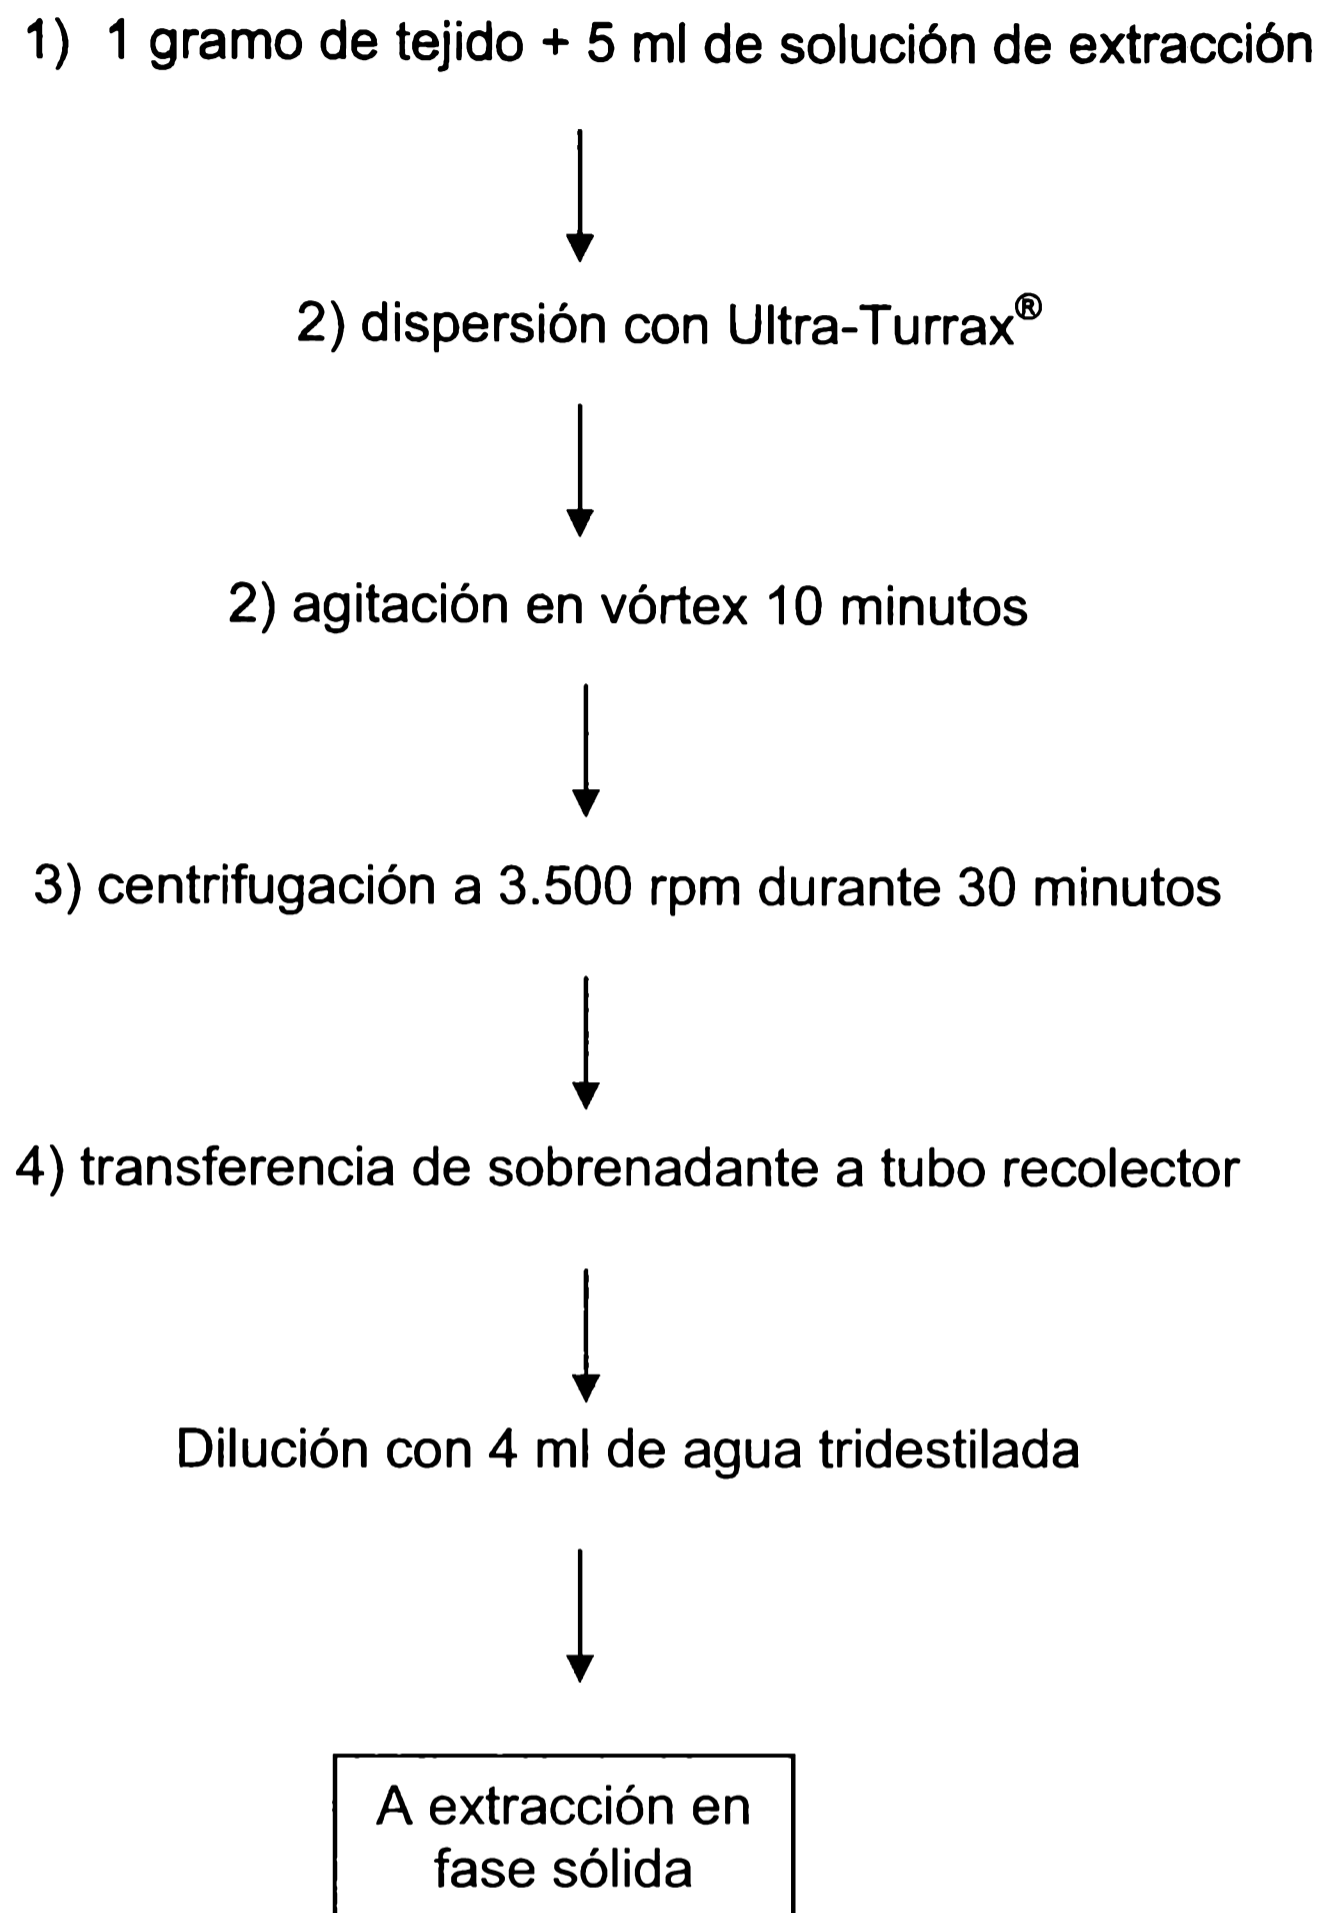 1) 1 gramo de tejido + 5 ml de solución de extracción
2) dispersión con Ultra-Turrax®
2) agitación en vórtex 10 minutos
3) centrifugación a 3.500 rpm durante 30 minutos
4) transferencia de sobrenadante a tubo recolector
Dilución con 4 ml de agua tridestilada
A extracción en
fase sólida